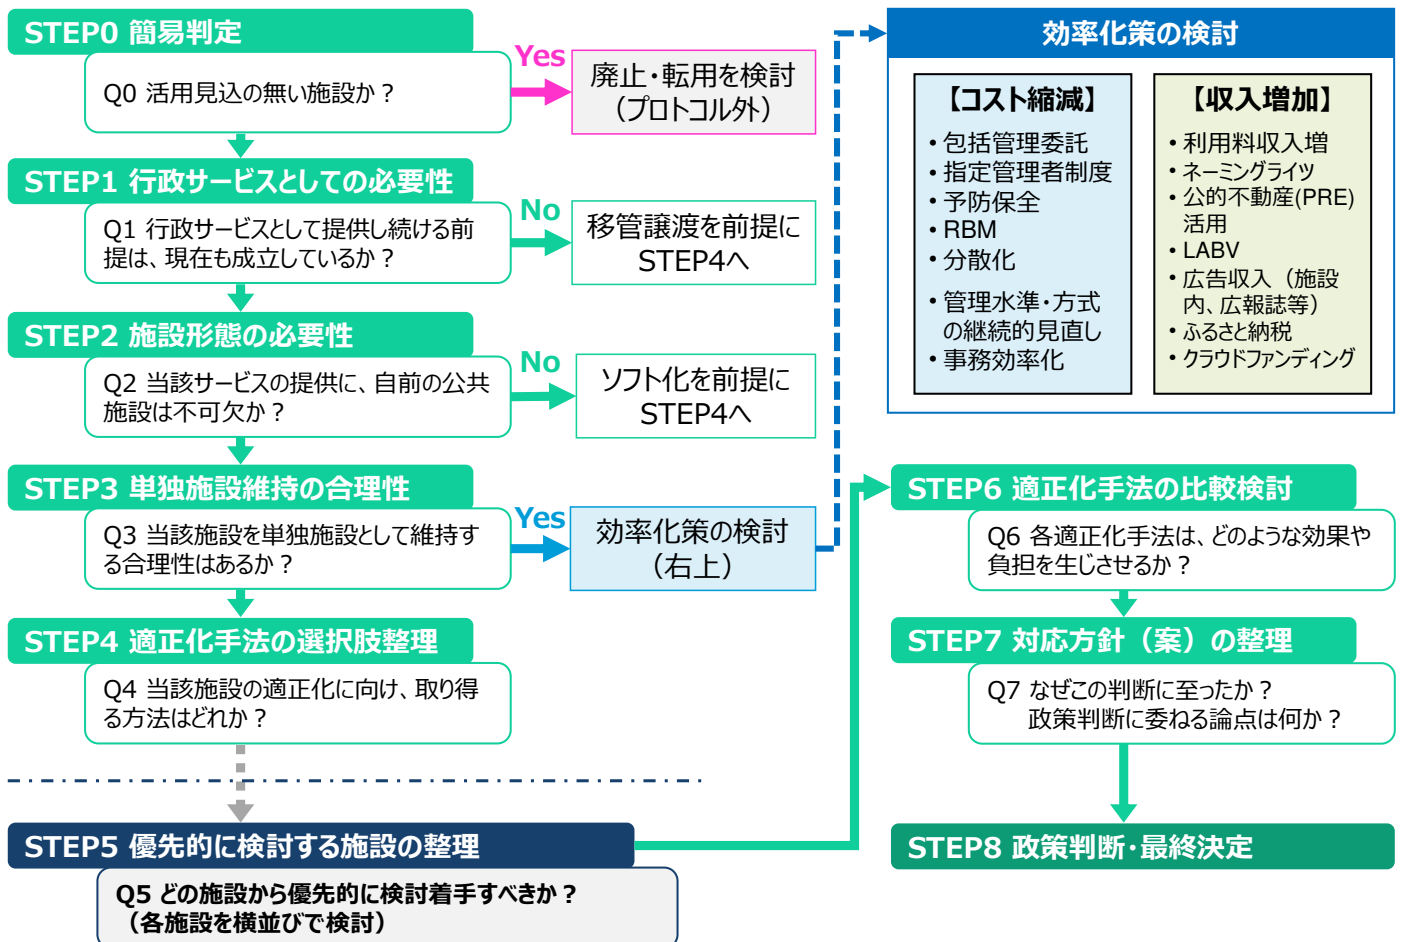 STEP0 簡易判定
Q0 活用見込の無い施設か？
Yes
廃止・転用を検討
（プロトコル外）
STEP1 行政サービスとしての必要性
Q1 行政サービスとして提供し続ける前
提は、現在も成立しているか？
No
移管譲渡を前提に
STEP4へ
STEP2 施設形態の必要性
Q2 当該サービスの提供に、自前の公共
施設は不可欠か？
No
ソフト化を前提に
STEP4へ
STEP3 単独施設維持の合理性
Q3 当該施設を単独施設として維持す
る合理性はあるか？
Yes
効率化策の検討
（右上）
STEP4 適正化手法の選択肢整理
Q4 当該施設の適正化に向け、取り得
る方法はどれか？
STEP5 優先的に検討する施設の整理
Q5 どの施設から優先的に検討着手すべきか？
（各施設を横並びで検討）
効率化策の検討
【コスト縮減】
・包括管理委託
・指定管理者制度
・予防保全
・RBM
・分散化
・管理水準・方式
の継続的見直し
・事務効率化
【収入増加】
・利用料収入増
・ネーミングライツ
・公的不動産(PRE)
活用
・LABV
・広告収入（施設
内、広報誌等）
・ふるさと納税
・クラウドファンディング
STEP6 適正化手法の比較検討
Q6 各適正化手法は、どのような効果や
負担を生じさせるか？
STEP7 対応方針（案）の整理
Q7 なぜこの判断に至ったか？
政策判断に委ねる論点は何か？
STEP8 政策判断・最終決定